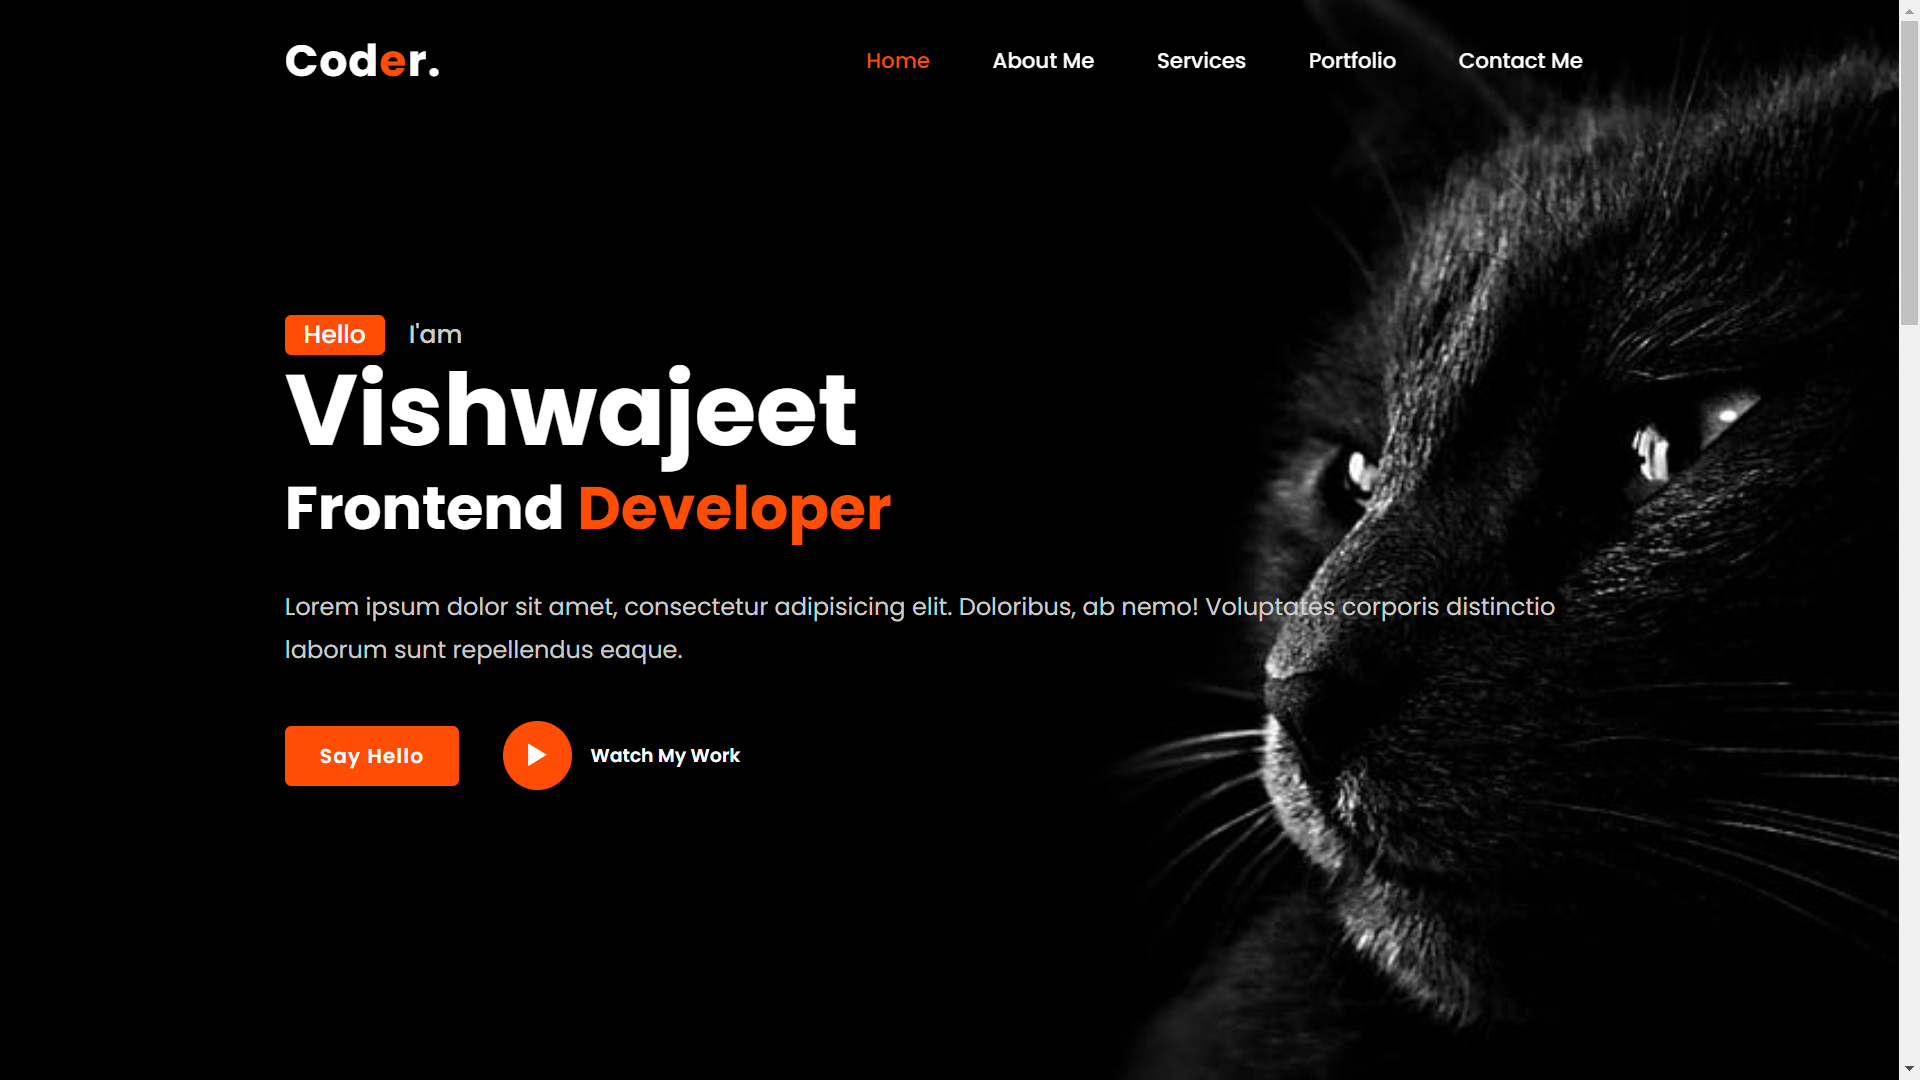 Coder.
Home About Me Services Portfolio Contact Me
Hello I'am
Vishwajeet
Frontend Developer
Lorem ipsum dolor sit amet, consectetur adipisicing elit. Doloribus, ab nemo! Voluptates corporis distinctio
laborum sunt repellendus eaque.
Say Hello Watch My Work